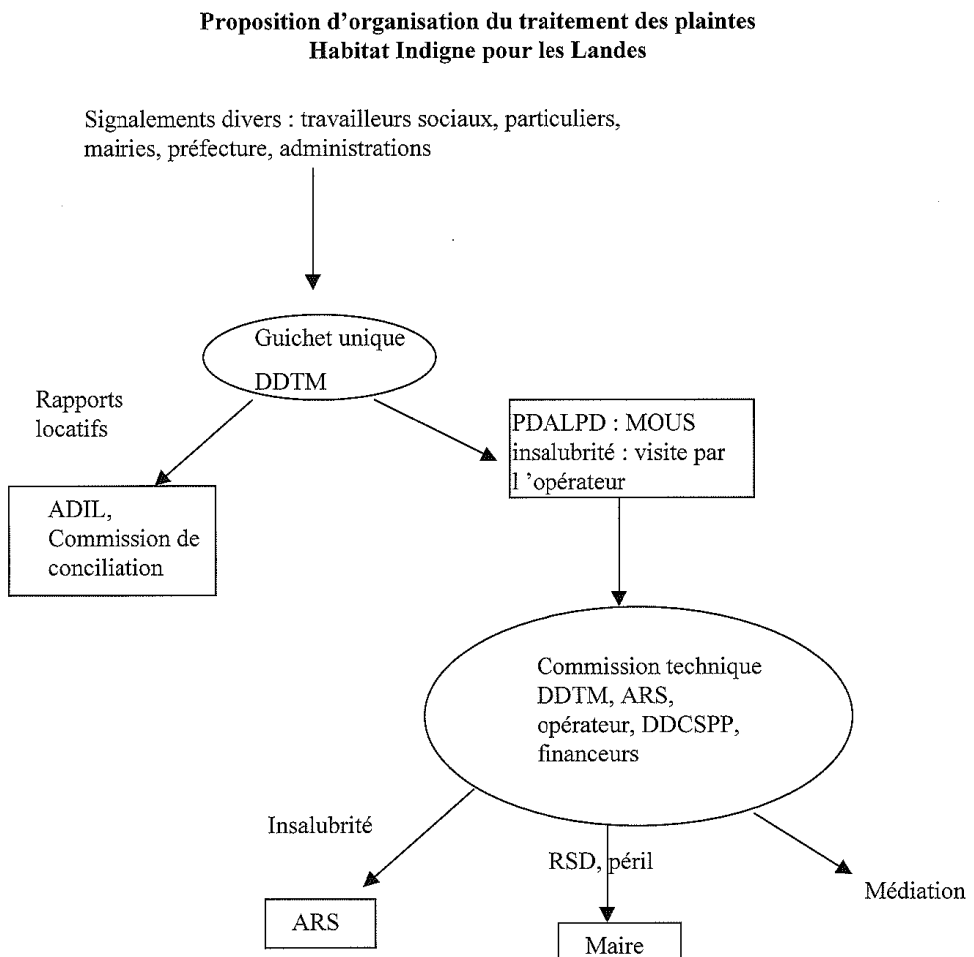 Proposition d'organisation du traitement des plaintes
Habitat Indigne pour les Landes
Signalements divers : travailleurs sociaux, particuliers,
mairies, préfecture, administrations
Guichet unique
DDTM
Rapports
locatifs
PDALPD : MOUS
insalubrité : visite par
l 'opérateur
ADIL,
Commission de
conciliation
Commission technique
DDTM, ARS,
opérateur, DDCSPP,
financeurs
Insalubrité
RSD, péril
Médiation
ARS
Maire